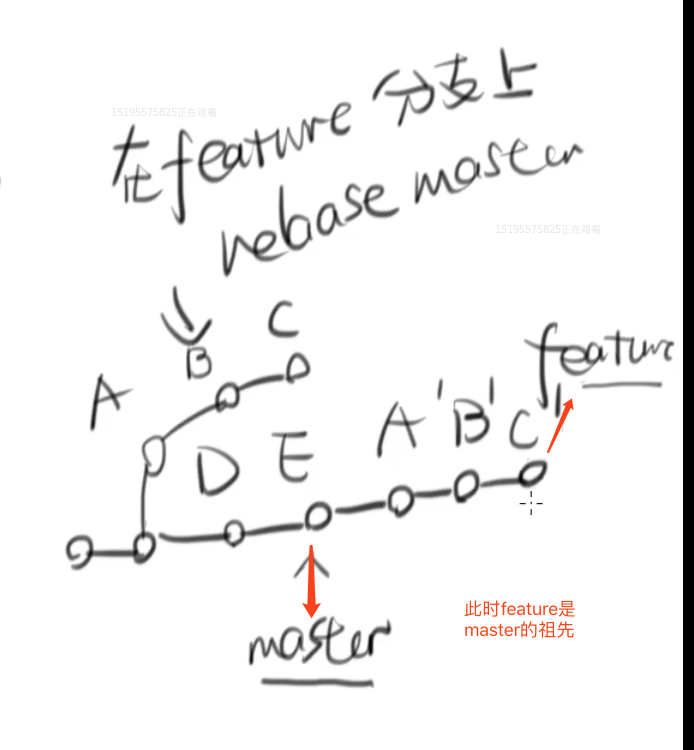 15195575825正在观看
在feature分支上
rebase master
15195575825正在观看
C
B
feature
A
A' B' C'
D E
此时feature是
master的祖先
master